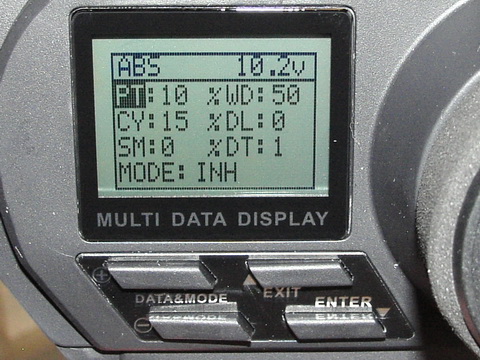 ABS 10.2v
PT:10 %WD:50
CY:15 %DL:0
SM:0 %DT:1
MODE:INH
MULTI DATA DISPLAY
DATA&MODE
EXIT
ENTER